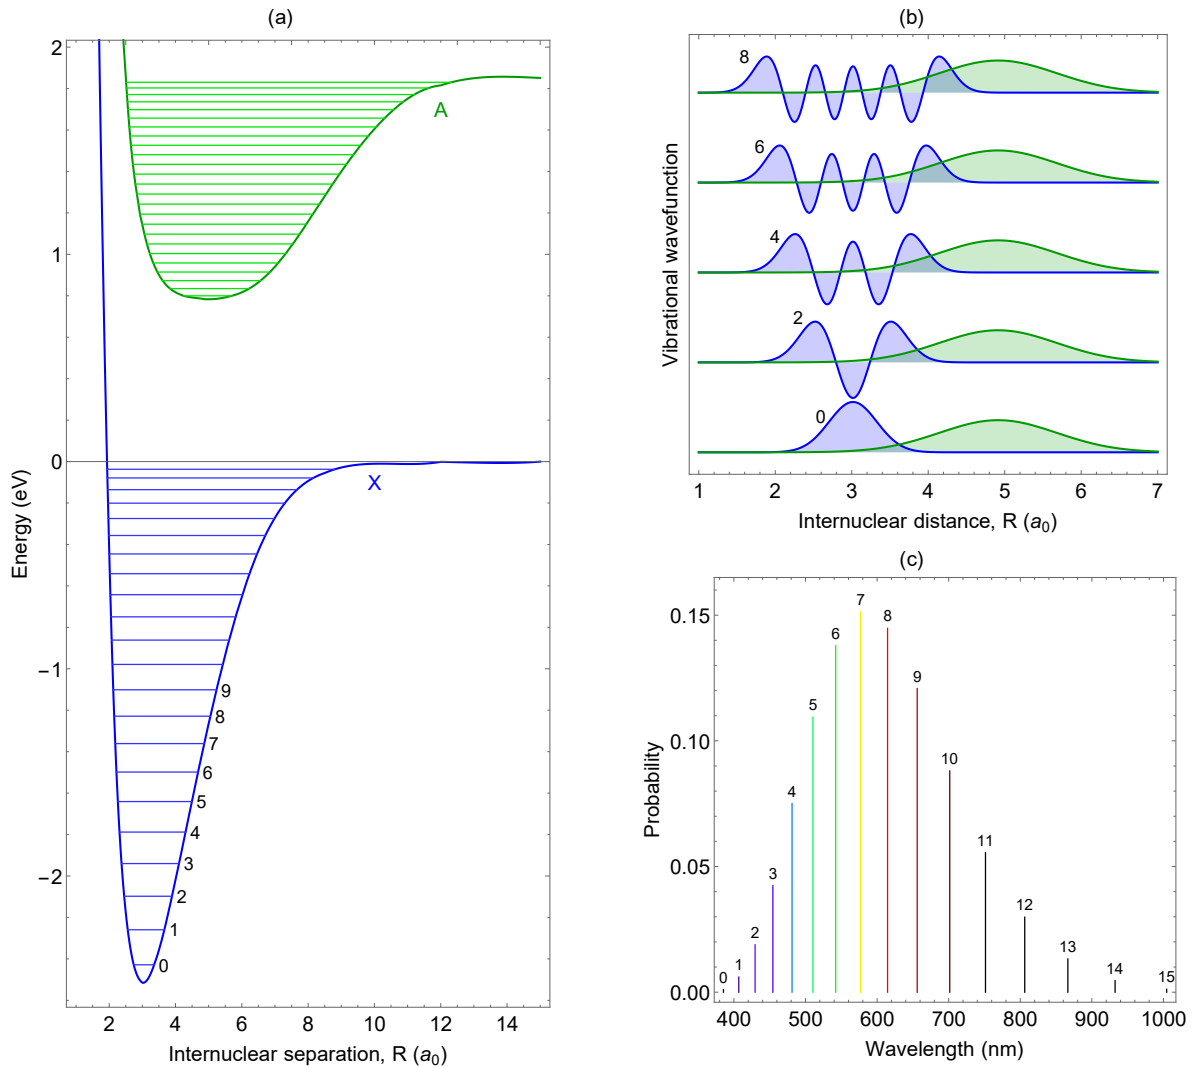 (a)
2
1
0
−1
−2
Energy (eV)
A
X
9
8
7
6
5
4
3
2
1
0
2 4 6 8 10 12 14
Internuclear separation, R (a₀)
(b)
Vibrational wavefunction
8
6
4
2
0
1 2 3 4 5 6 7
Internuclear distance, R (a₀)
(c)
Probability
0.15
0.10
0.05
0.00
0 1 2 3 4 5 6 7 8 9 10 11 12 13 14 15
400 500 600 700 800 900 1000
Wavelength (nm)